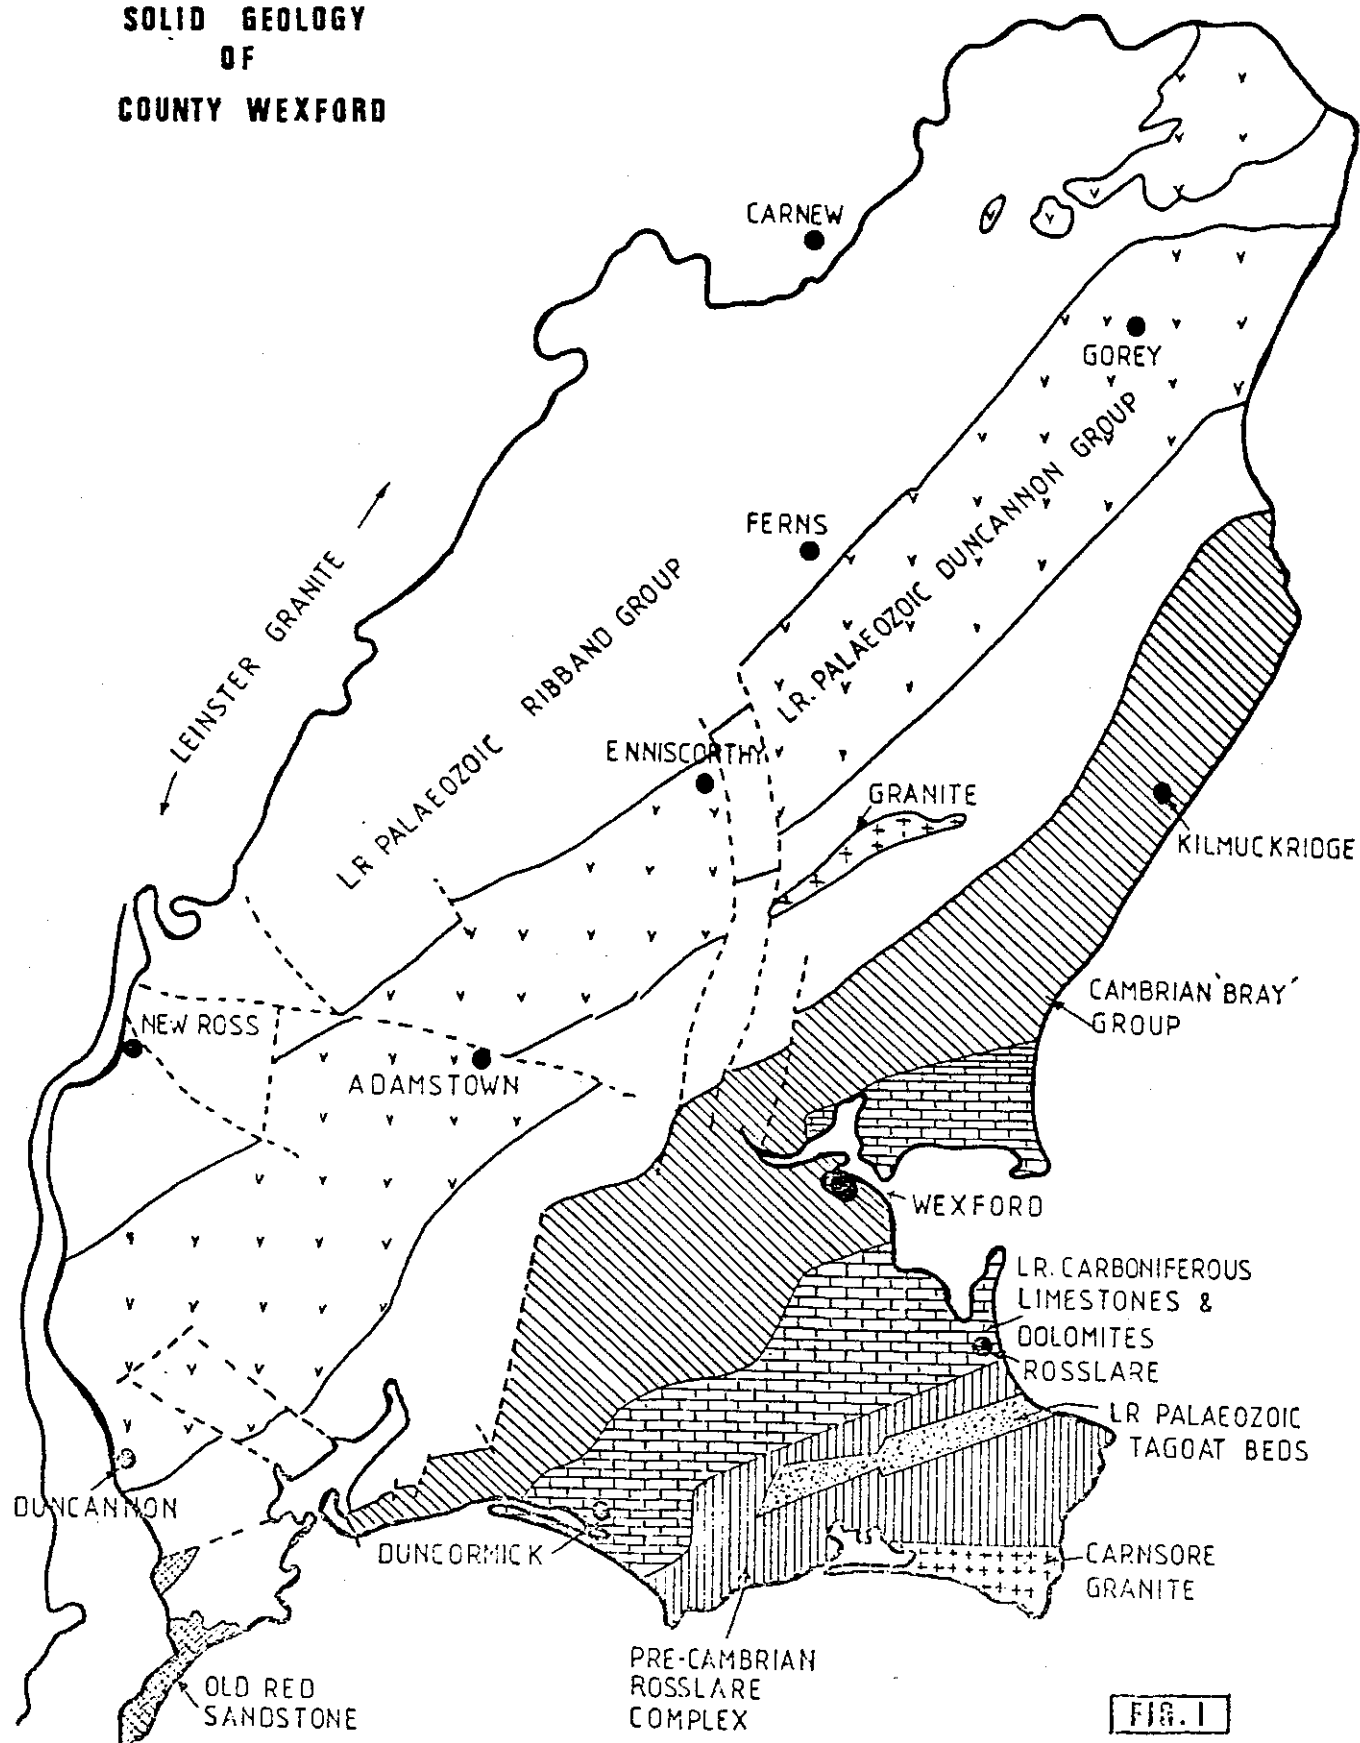 SOLID GEOLOGY
OF
COUNTY WEXFORD
CARNEW
GOREY
FERNS
LR. PALAEOZOIC DUNCANNON GROUP
LEINSTER GRANITE
LR PALAEOZOIC RIBBAND GROUP
ENNISCORTHY
GRANITE
KILMUCKRIDGE
CAMBRIAN 'BRAY'
GROUP
NEW ROSS
ADAMSTOWN
WEXFORD
LR. CARBONIFEROUS
LIMESTONES &
DOLOMITES
ROSSLARE
LR PALAEOZOIC
TAGOAT BEDS
DUNCANNON
DUNCORMICK
CARNSORE
GRANITE
PRE-CAMBRIAN
ROSSLARE
COMPLEX
OLD RED
SANDSTONE
FIG. 1